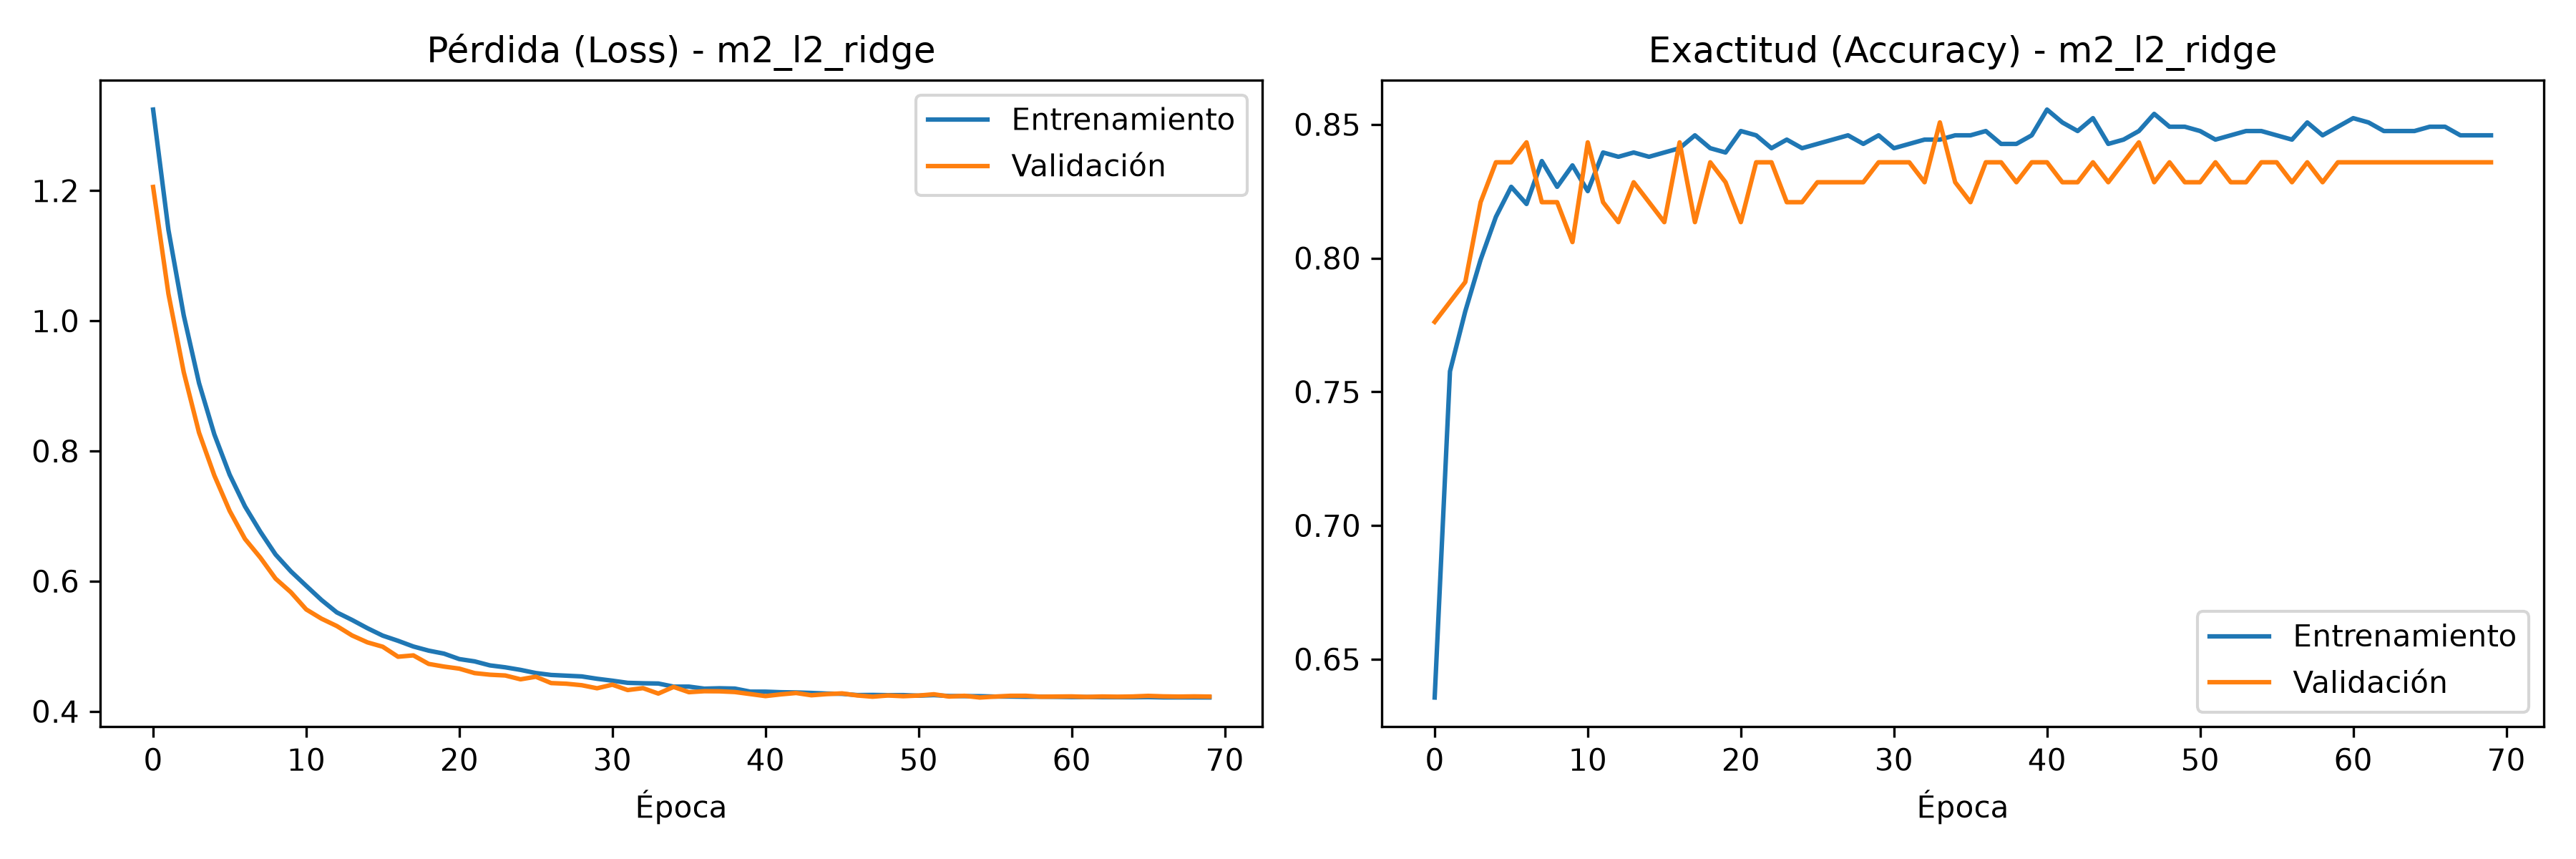 Pérdida (Loss) - m2_l2_ridge
Entrenamiento
Validación
1.2
1.0
0.8
0.6
0.4
0 10 20 30 40 50 60 70
Época
Exactitud (Accuracy) - m2_l2_ridge
0.85
0.80
0.75
0.70
0.65
Entrenamiento
Validación
0 10 20 30 40 50 60 70
Época